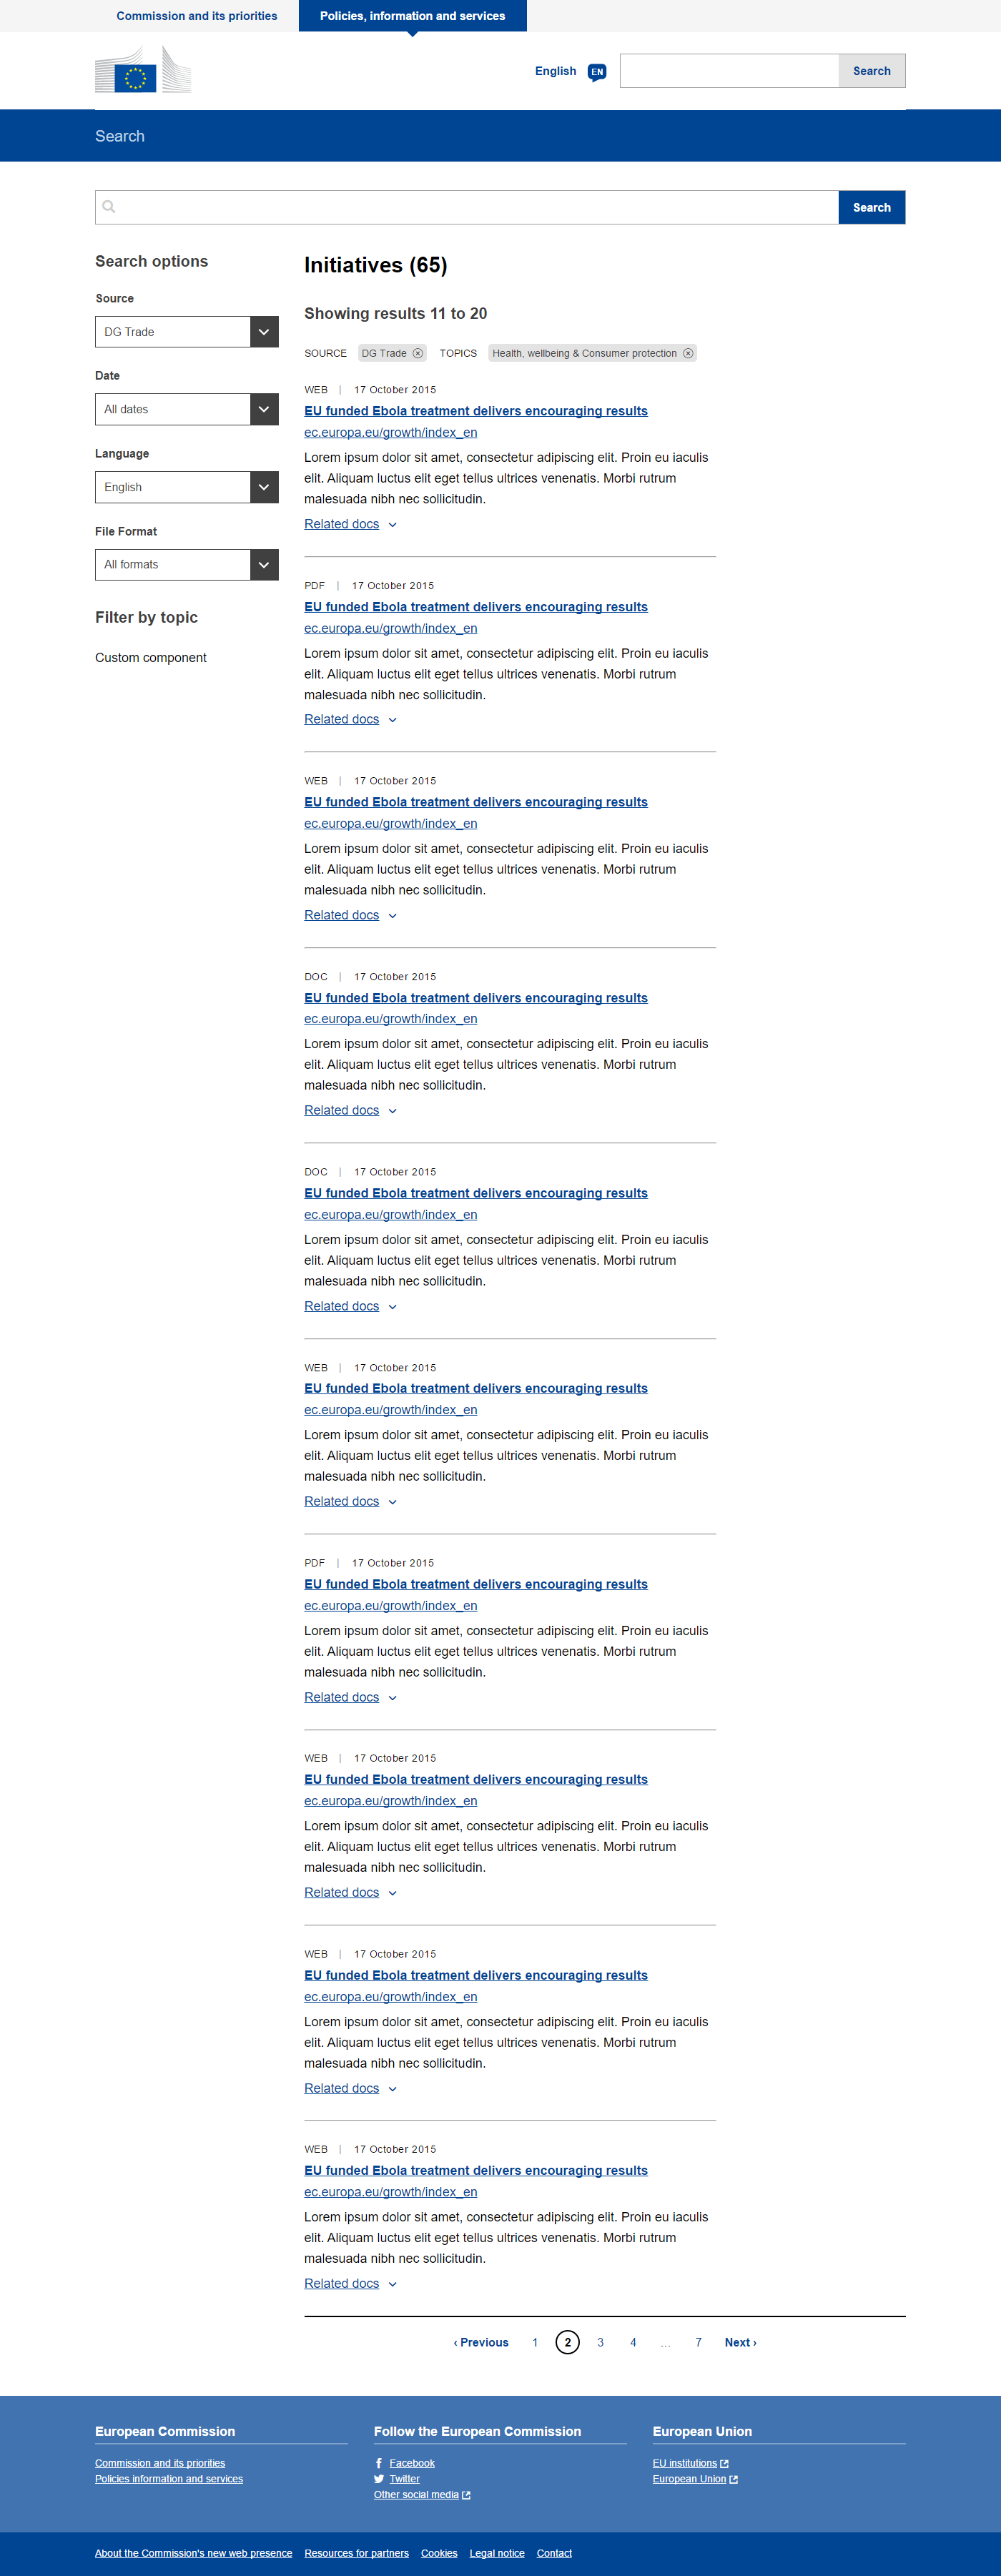 Commission and its priorities
Policies, information and services
English EN
Search
Search
Search
Search options
Source
DG Trade
Date
All dates
Language
English
File Format
All formats
Filter by topic
Custom component
Initiatives (65)
Showing results 11 to 20
SOURCE DG Trade TOPICS Health, wellbeing & Consumer protection
WEB | 17 October 2015
EU funded Ebola treatment delivers encouraging results
ec.europa.eu/growth/index_en
Lorem ipsum dolor sit amet, consectetur adipiscing elit. Proin eu iaculis
elit. Aliquam luctus elit eget tellus ultrices venenatis. Morbi rutrum
malesuada nibh nec sollicitudin.
Related docs
PDF | 17 October 2015
EU funded Ebola treatment delivers encouraging results
ec.europa.eu/growth/index_en
Lorem ipsum dolor sit amet, consectetur adipiscing elit. Proin eu iaculis
elit. Aliquam luctus elit eget tellus ultrices venenatis. Morbi rutrum
malesuada nibh nec sollicitudin.
Related docs
WEB | 17 October 2015
EU funded Ebola treatment delivers encouraging results
ec.europa.eu/growth/index_en
Lorem ipsum dolor sit amet, consectetur adipiscing elit. Proin eu iaculis
elit. Aliquam luctus elit eget tellus ultrices venenatis. Morbi rutrum
malesuada nibh nec sollicitudin.
Related docs
DOC | 17 October 2015
EU funded Ebola treatment delivers encouraging results
ec.europa.eu/growth/index_en
Lorem ipsum dolor sit amet, consectetur adipiscing elit. Proin eu iaculis
elit. Aliquam luctus elit eget tellus ultrices venenatis. Morbi rutrum
malesuada nibh nec sollicitudin.
Related docs
DOC | 17 October 2015
EU funded Ebola treatment delivers encouraging results
ec.europa.eu/growth/index_en
Lorem ipsum dolor sit amet, consectetur adipiscing elit. Proin eu iaculis
elit. Aliquam luctus elit eget tellus ultrices venenatis. Morbi rutrum
malesuada nibh nec sollicitudin.
Related docs
WEB | 17 October 2015
EU funded Ebola treatment delivers encouraging results
ec.europa.eu/growth/index_en
Lorem ipsum dolor sit amet, consectetur adipiscing elit. Proin eu iaculis
elit. Aliquam luctus elit eget tellus ultrices venenatis. Morbi rutrum
malesuada nibh nec sollicitudin.
Related docs
PDF | 17 October 2015
EU funded Ebola treatment delivers encouraging results
ec.europa.eu/growth/index_en
Lorem ipsum dolor sit amet, consectetur adipiscing elit. Proin eu iaculis
elit. Aliquam luctus elit eget tellus ultrices venenatis. Morbi rutrum
malesuada nibh nec sollicitudin.
Related docs
WEB | 17 October 2015
EU funded Ebola treatment delivers encouraging results
ec.europa.eu/growth/index_en
Lorem ipsum dolor sit amet, consectetur adipiscing elit. Proin eu iaculis
elit. Aliquam luctus elit eget tellus ultrices venenatis. Morbi rutrum
malesuada nibh nec sollicitudin.
Related docs
WEB | 17 October 2015
EU funded Ebola treatment delivers encouraging results
ec.europa.eu/growth/index_en
Lorem ipsum dolor sit amet, consectetur adipiscing elit. Proin eu iaculis
elit. Aliquam luctus elit eget tellus ultrices venenatis. Morbi rutrum
malesuada nibh nec sollicitudin.
Related docs
WEB | 17 October 2015
EU funded Ebola treatment delivers encouraging results
ec.europa.eu/growth/index_en
Lorem ipsum dolor sit amet, consectetur adipiscing elit. Proin eu iaculis
elit. Aliquam luctus elit eget tellus ultrices venenatis. Morbi rutrum
malesuada nibh nec sollicitudin.
Related docs
‹ Previous 1 2 3 4 ... 7 Next ›
European Commission
Commission and its priorities
Policies information and services
Follow the European Commission
Facebook
Twitter
Other social media
European Union
EU institutions
European Union
About the Commission's new web presence Resources for partners Cookies Legal notice Contact